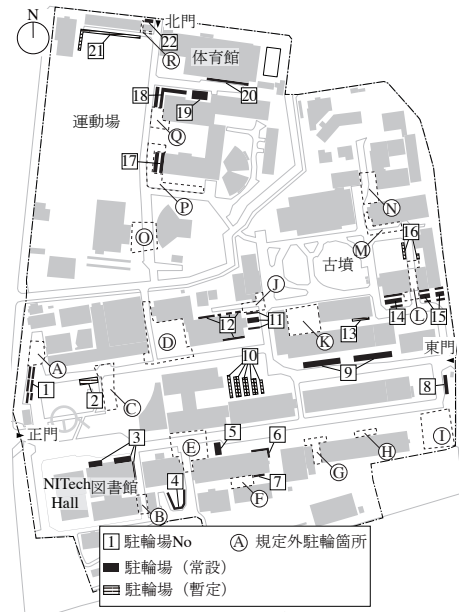 N
北門
21
22
R
体育館
18
19
20
運動場
Q
17
P
N
O
M
16
古墳
J
14
L
15
12
11
K
13
D
東門
A
1
2
C
10
9
8
正門
3
E
5
6
I
H
G
NITech
Hall
図書館
4
7
F
B
1 駐輪場No
A 規定外駐輪箇所
駐輪場（常設）
駐輪場（暫定）